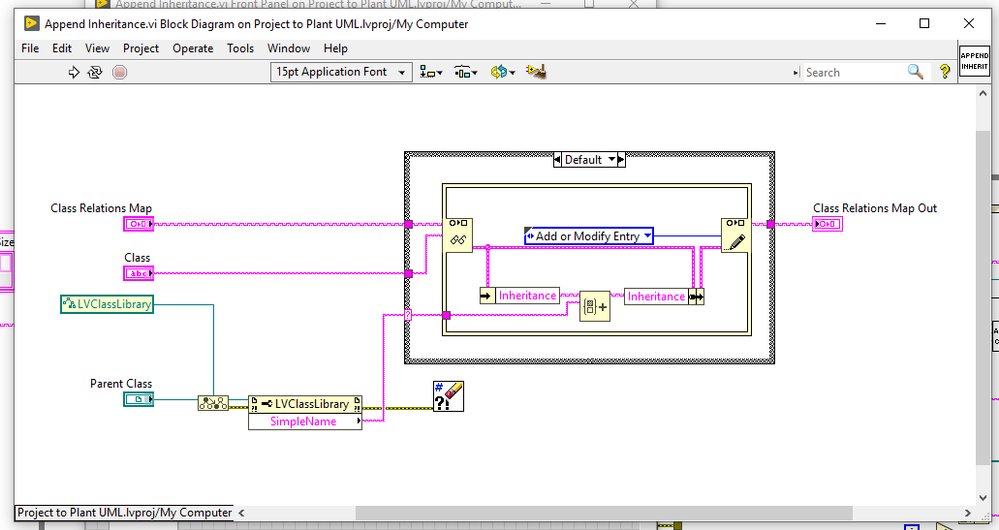 Append Inheritance.vi Front Panel on Project to Plant UML.lvproj/My Comput...
Append Inheritance.vi Block Diagram on Project to Plant UML.lvproj/My Computer
File Edit View Project Operate Tools Window Help
APPEND
INHERIT
15pt Application Font
Search
?
Default
Class Relations Map
Class Relations Map Out
Add or Modify Entry
Class
abc
Inheritance
Inheritance
LVClassLibrary
?
Parent Class
LVClassLibrary
SimpleName
#
?!
Project to Plant UML.lvproj/My Computer